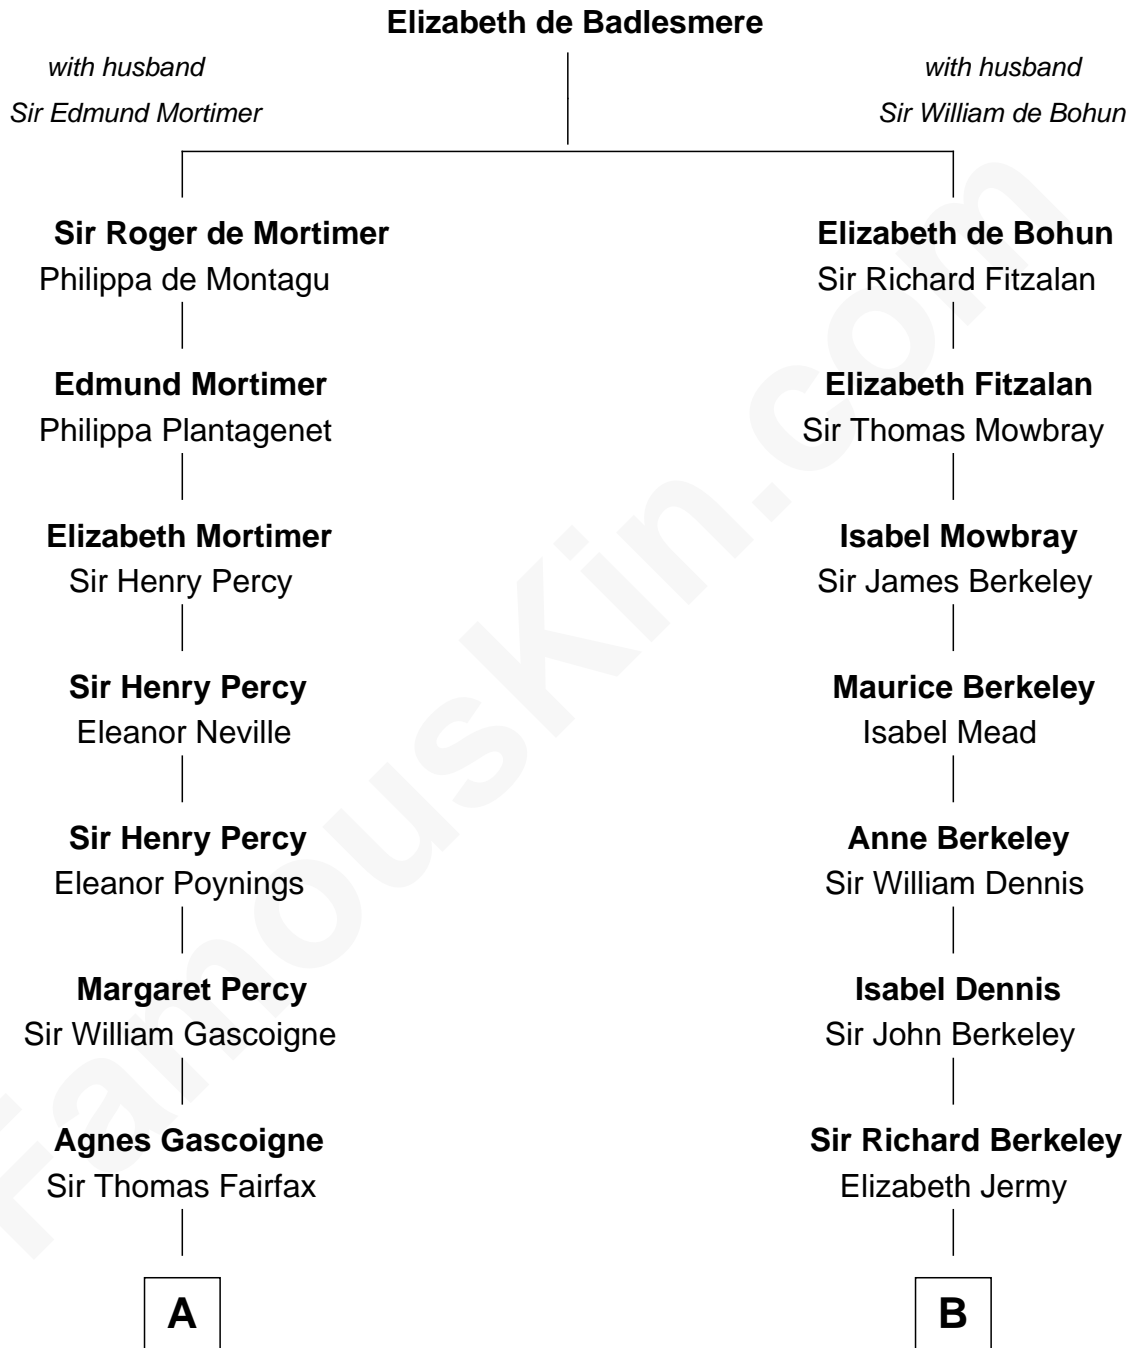 Elizabeth de Badlesmere
with husband
Sir Edmund Mortimer
with husband
Sir William de Bohun
Sir Roger de Mortimer
Philippa de Montagu
Elizabeth de Bohun
Sir Richard Fitzalan
Edmund Mortimer
Philippa Plantagenet
Elizabeth Fitzalan
Sir Thomas Mowbray
Elizabeth Mortimer
Sir Henry Percy
Isabel Mowbray
Sir James Berkeley
Sir Henry Percy
Eleanor Neville
Maurice Berkeley
Isabel Mead
Sir Henry Percy
Eleanor Poynings
Anne Berkeley
Sir William Dennis
Margaret Percy
Sir William Gascoigne
Isabel Dennis
Sir John Berkeley
Agnes Gascoigne
Sir Thomas Fairfax
Sir Richard Berkeley
Elizabeth Jermy
A
B
FamousKin.com